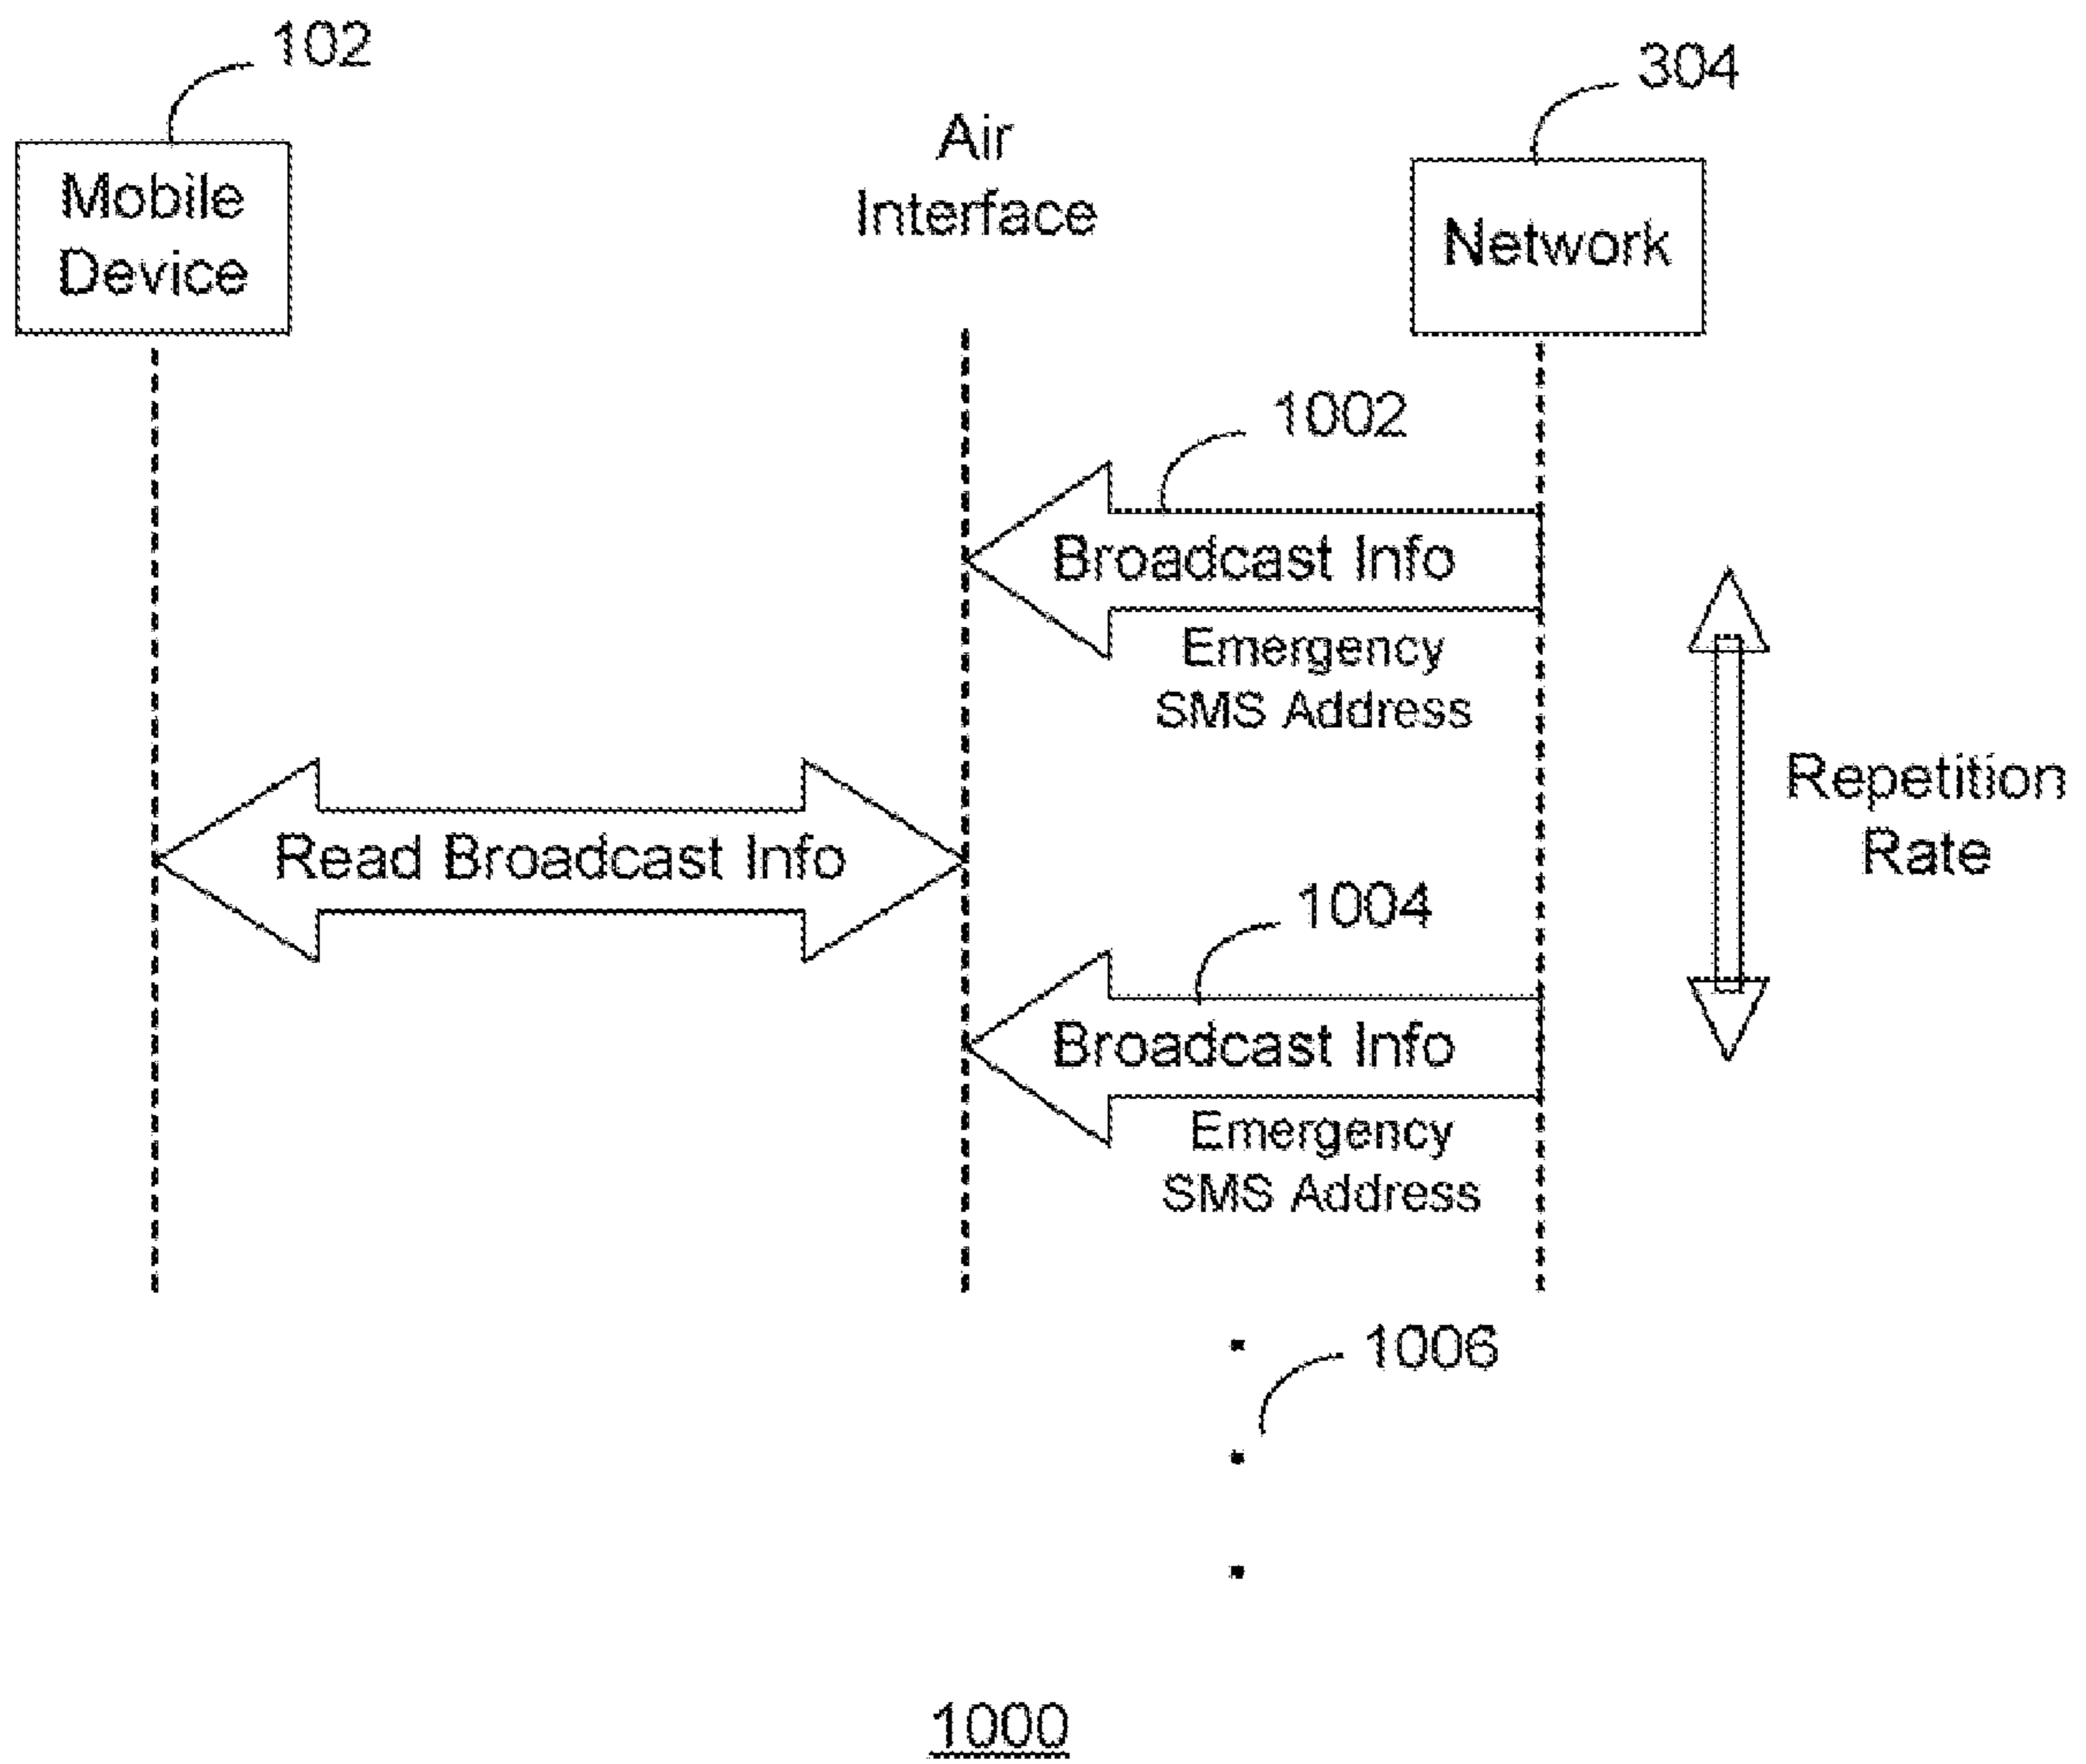 102
304
Air
Interface
Mobile
Device
Network
1002
Broadcast Info
Emergency
SMS Address
Repetition
Rate
Read Broadcast Info
1004
Broadcast Info
Emergency
SMS Address
1006
1000